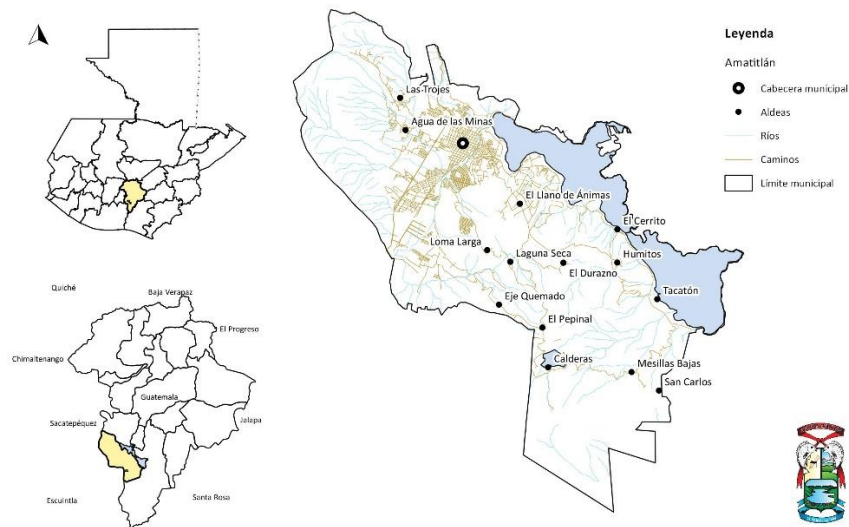 Leyenda
Amatitlán
Cabecera municipal
Aldeas
Ríos
Caminos
Límite municipal
Las Trojes
Agua de las Minas
El Llano de Ánimas
El Cerrito
Loma Larga
Laguna Seca
Humitos
El Durazno
Tacatón
Eje Quemado
El Pepinal
Calderas
Mesillas Bajas
San Carlos
Quiché
Baja Verapaz
El Progreso
Chimaltenango
Guatemala
Sacatepéquez
Jalapa
Escuintla
Santa Rosa